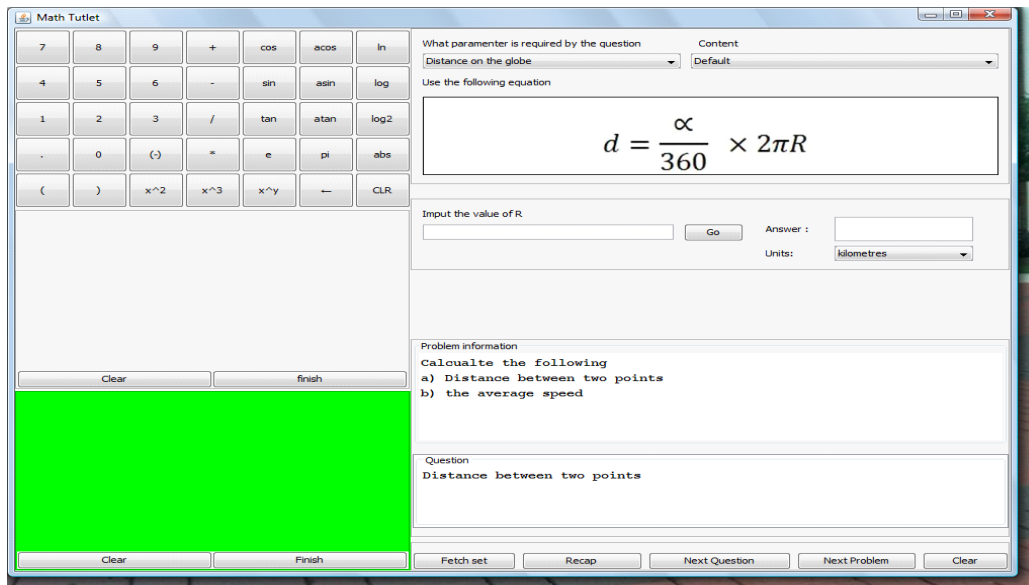 Math Tutlet
7 8 9 + cos acos ln
4 5 6 - sin asin log
1 2 3 / tan atan log2
. 0 (-) * e pi abs
( ) x^2 x^3 x^y ← CLR
Clear finish
Clear Finish
What paramenter is required by the question Content
Distance on the globe Default
Use the following equation
d = ∝/360 × 2πR
Imput the value of R
Go Answer :
Units: kilometres
Problem information
Calcualte the following
a) Distance between two points
b) the average speed
Question
Distance between two points
Fetch set Recap Next Question Next Problem Clear